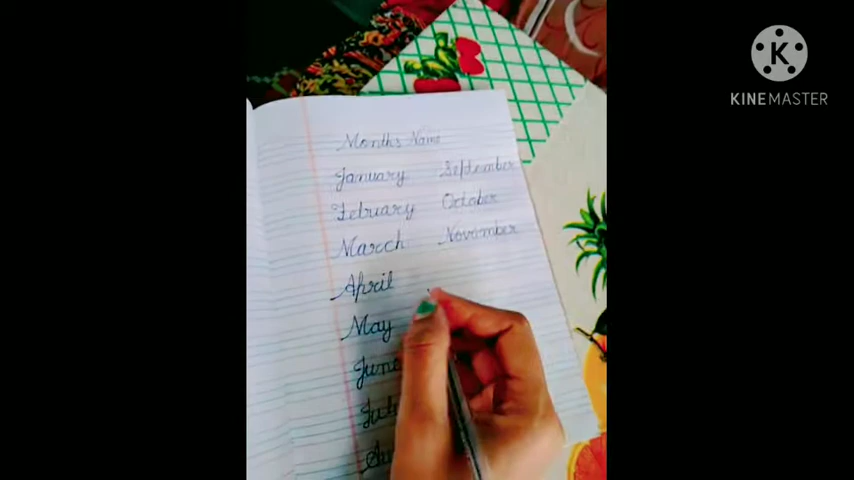 Months Name
January September
February October
March November
April
May
June
KINEMASTER